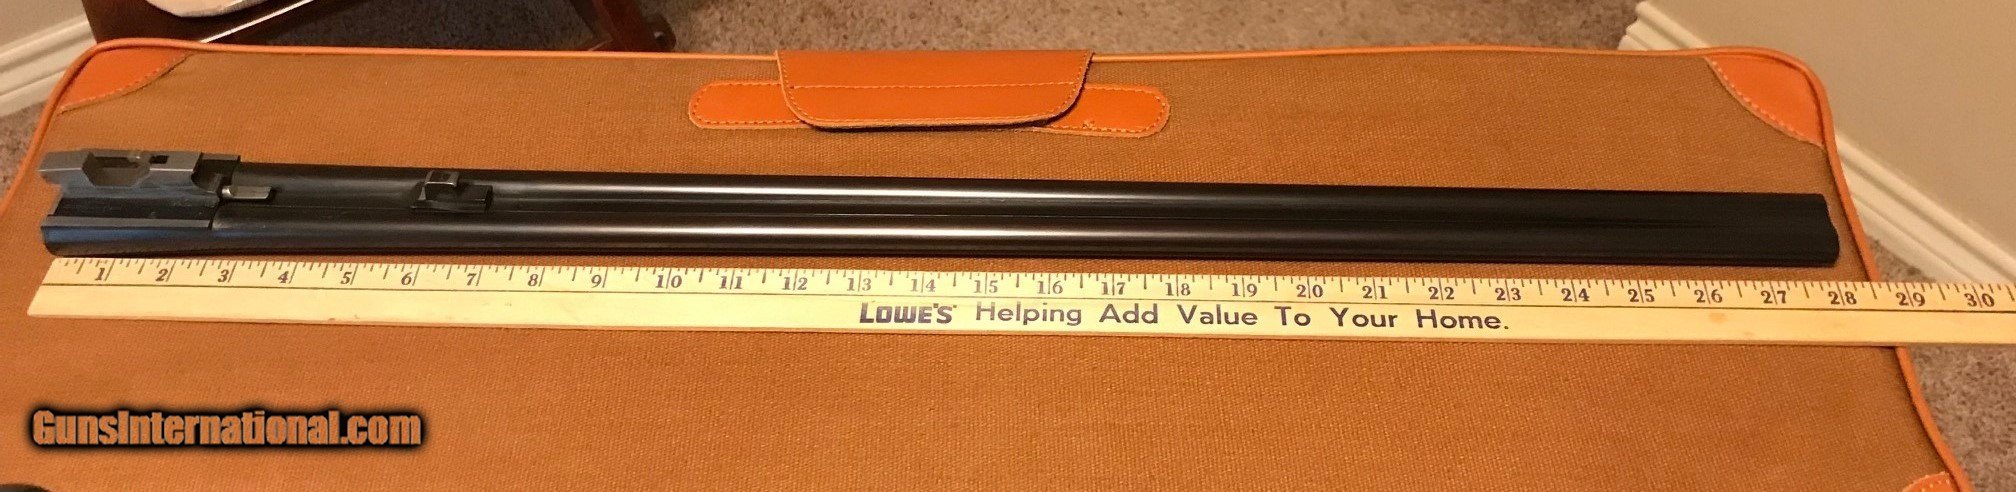 1 2 3 4 5 6 7 8 9 10 11 12 13 14 15 16 17 18 19 20 21 22 23 24 25 26 27 28 29 30
LOWE'S Helping Add Value To Your Home.
GunsInternational.com